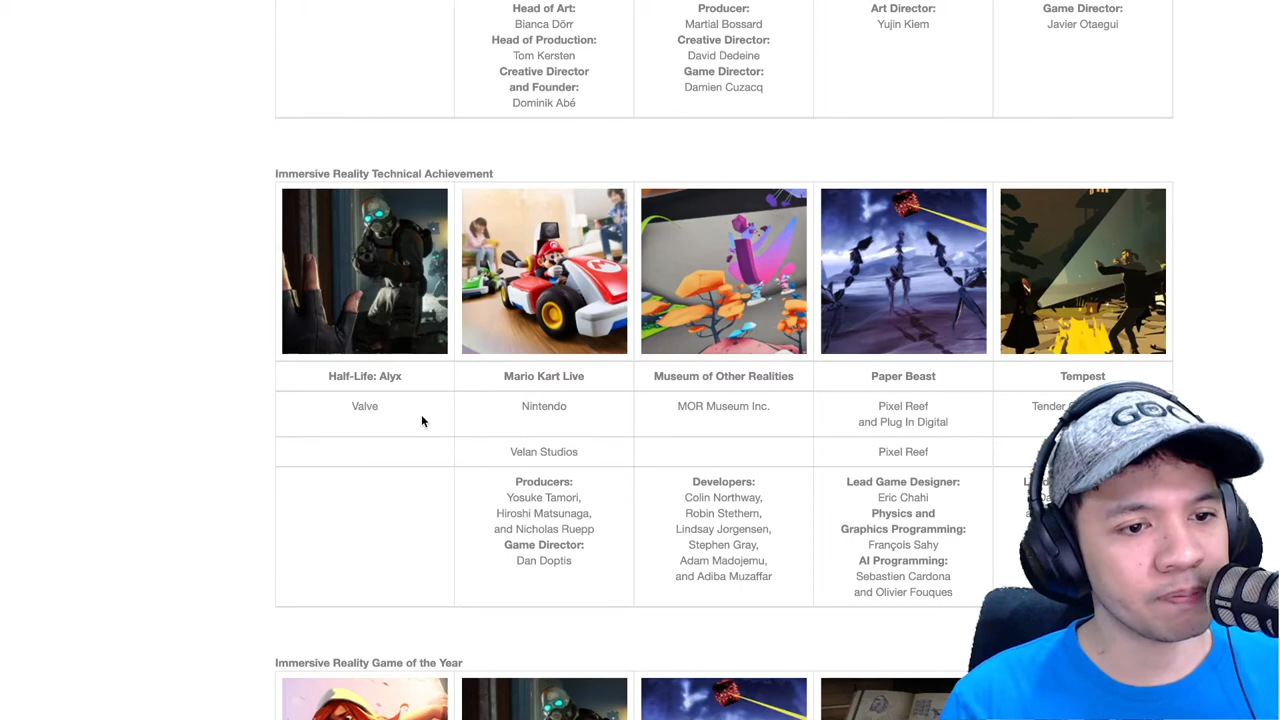 Head of Art:
Bianca Dörr
Head of Production:
Tom Kersten
Creative Director
and Founder:
Dominik Abé
Producer:
Martial Bossard
Creative Director:
David Dedeine
Game Director:
Damien Cuzacq
Art Director:
Yujin Kiem
Game Director:
Javier Otaegui
Immersive Reality Technical Achievement
Half-Life: Alyx
Mario Kart Live
Museum of Other Realities
Paper Beast
Tempest
Valve
Nintendo
MOR Museum Inc.
Pixel Reef
and Plug In Digital
Tender
Velan Studios
Pixel Reef
Producers:
Yosuke Tamori,
Hiroshi Matsunaga,
and Nicholas Ruepp
Game Director:
Dan Doptis
Developers:
Colin Northway,
Robin Stethem,
Lindsay Jorgensen,
Stephen Gray,
Adam Madojemu,
and Adiba Muzaffar
Lead Game Designer:
Eric Chahi
Physics and
Graphics Programming:
François Sahy
AI Programming:
Sebastien Cardona
and Olivier Fouques
Immersive Reality Game of the Year